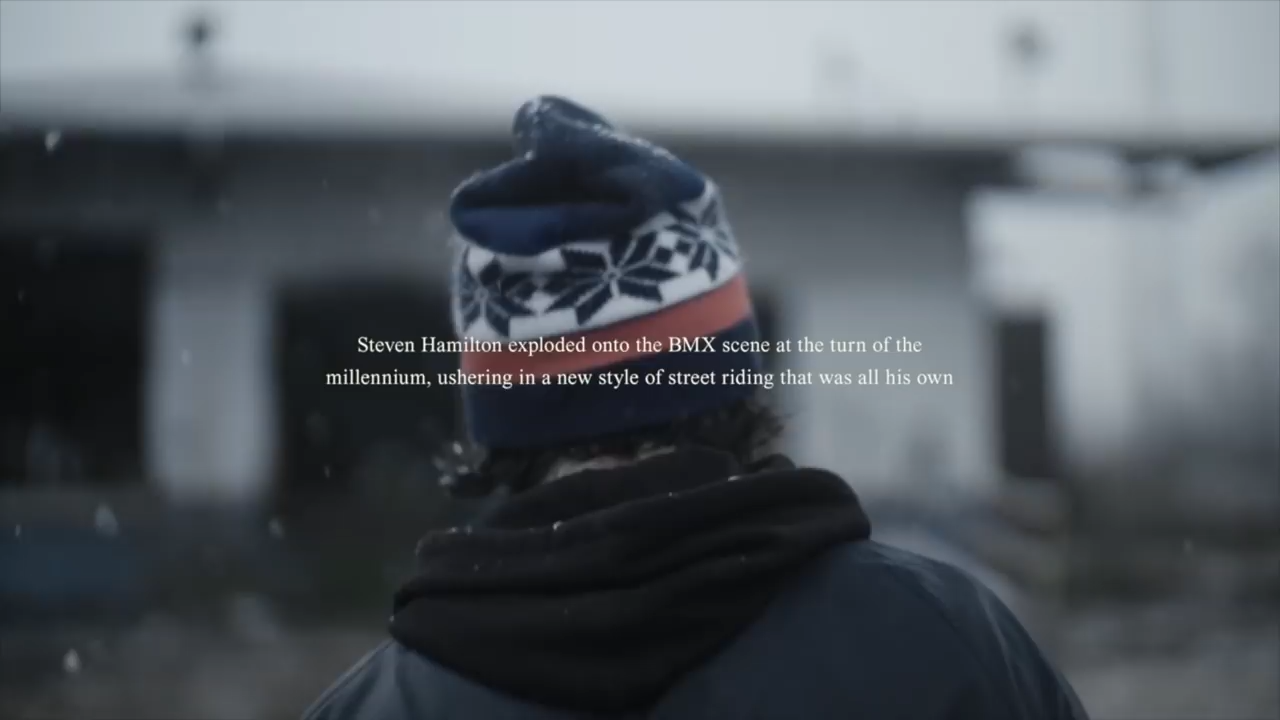 Steven Hamilton exploded onto the BMX scene at the turn of the
millennium, ushering in a new style of street riding that was all his own